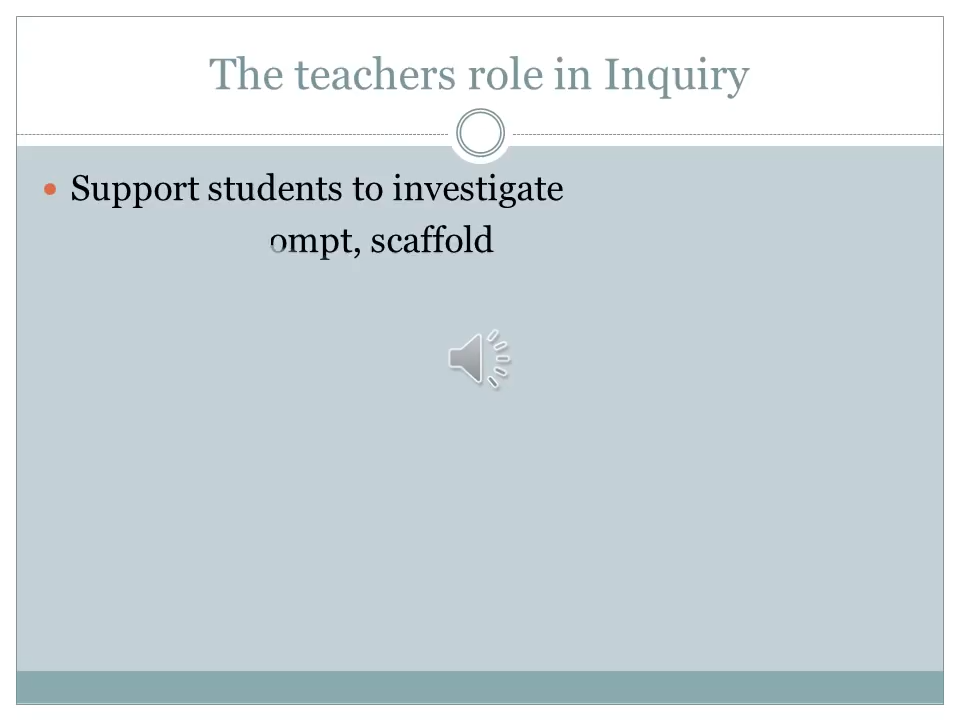 The teachers role in Inquiry
Support students to investigate
ompt, scaffold